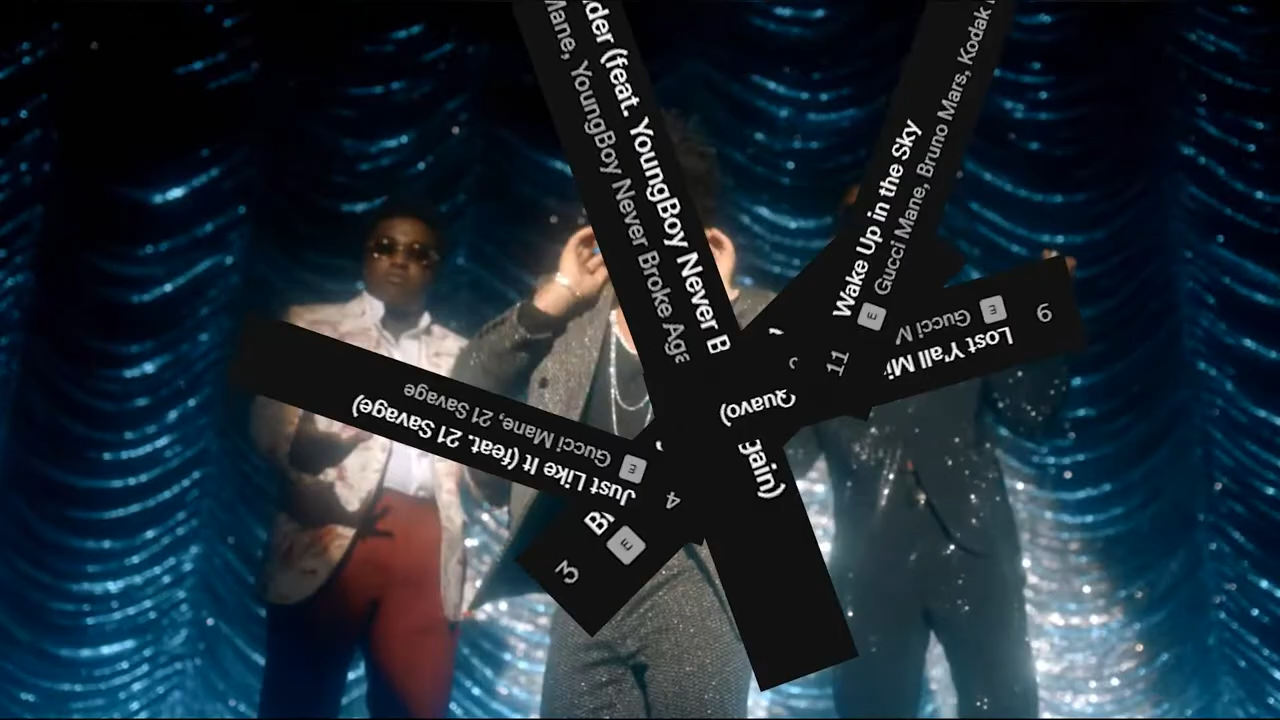 der (feat. YoungBoy Never B
gain)
Mane, YoungBoy Never Broke Aga
11
Wake Up in the Sky
E Gucci Mane, Bruno Mars, Kodak
9
Lost Y'all Mi
E Gucci M
4
Just Like It (feat. 21 Savage)
E Gucci Mane, 21 Savage
3
E
Quavo)